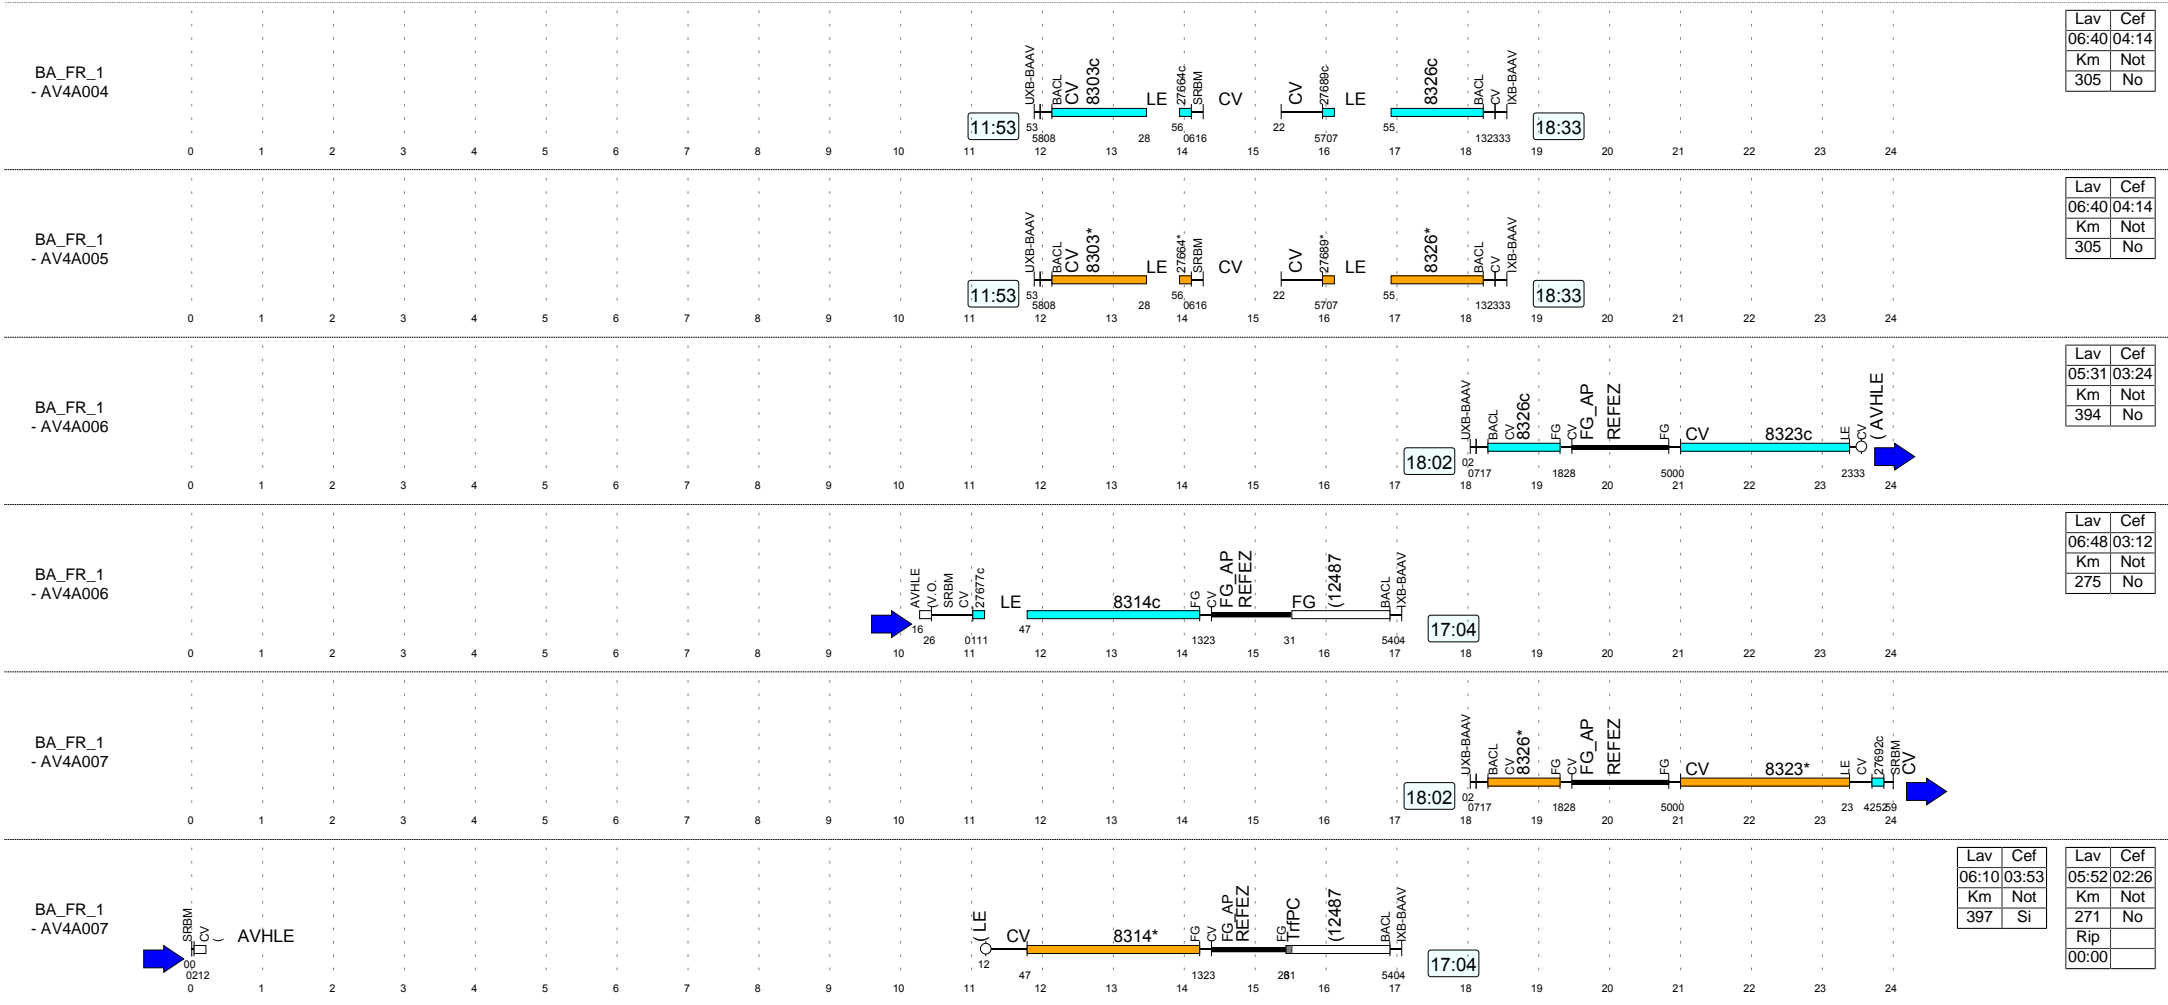 BA_FR_1
- AV4A004
11:53
UXB-BAAV
BACL
CV
8303c
LE
27664c
SRBM
CV
CV
27689c
LE
8326c
BACL
CV
IXB-BAAV
18:33
53 5808 28 56 0616 22 5707 55 132333
0 1 2 3 4 5 6 7 8 9 10 11 12 13 14 15 16 17 18 19 20 21 22 23 24
Lav Cef
06:40 04:14
Km Not
305 No
BA_FR_1
- AV4A005
11:53
UXB-BAAV
BACL
CV
8303*
LE
27664*
SRBM
CV
CV
27689*
LE
8326*
BACL
CV
IXB-BAAV
18:33
53 5808 28 56 0616 22 5707 55 132333
0 1 2 3 4 5 6 7 8 9 10 11 12 13 14 15 16 17 18 19 20 21 22 23 24
Lav Cef
06:40 04:14
Km Not
305 No
BA_FR_1
- AV4A006
18:02
UXB-BAAV
BACL
CV
8326c
FG
CV
FG_AP
REFEZ
FG
CV
8323c
LE
CV
( AVHLE
02 0717 1828 5000 2333
0 1 2 3 4 5 6 7 8 9 10 11 12 13 14 15 16 17 18 19 20 21 22 23 24
Lav Cef
05:31 03:24
Km Not
394 No
BA_FR_1
- AV4A006
AVHLE
(V.O.
SRBM
CV
27677c
LE
8314c
FG
CV
FG_AP
REFEZ
FG
(12487
BACL
IXB-BAAV
17:04
16 26 0111 47 1323 31 5404
0 1 2 3 4 5 6 7 8 9 10 11 12 13 14 15 16 17 18 19 20 21 22 23 24
Lav Cef
06:48 03:12
Km Not
275 No
BA_FR_1
- AV4A007
18:02
UXB-BAAV
BACL
CV
8326*
FG
CV
FG_AP
REFEZ
FG
CV
8323*
LE
CV
27692c
SRBM
CV
02 0717 1828 5000 23 425259
0 1 2 3 4 5 6 7 8 9 10 11 12 13 14 15 16 17 18 19 20 21 22 23 24
BA_FR_1
- AV4A007
SRBM
CV
( AVHLE
( LE
CV
8314*
FG
CV
FG_AP
REFEZ
FG
TrfPC
(12487
BACL
IXB-BAAV
17:04
00 0212 12 47 1323 31 5404
0 1 2 3 4 5 6 7 8 9 10 11 12 13 14 15 16 17 18 19 20 21 22 23 24
Lav Cef
06:10 03:53
Km Not
397 Si
Lav Cef
05:52 02:26
Km Not
271 No
Rip
00:00